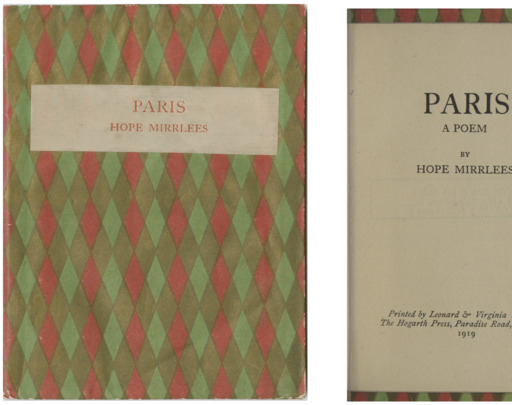 PARIS
HOPE MIRRLEES
PARIS
A POEM
BY
HOPE MIRRLEES
Printed by Leonard & Virginia
The Hogarth Press, Paradise Road,
1919